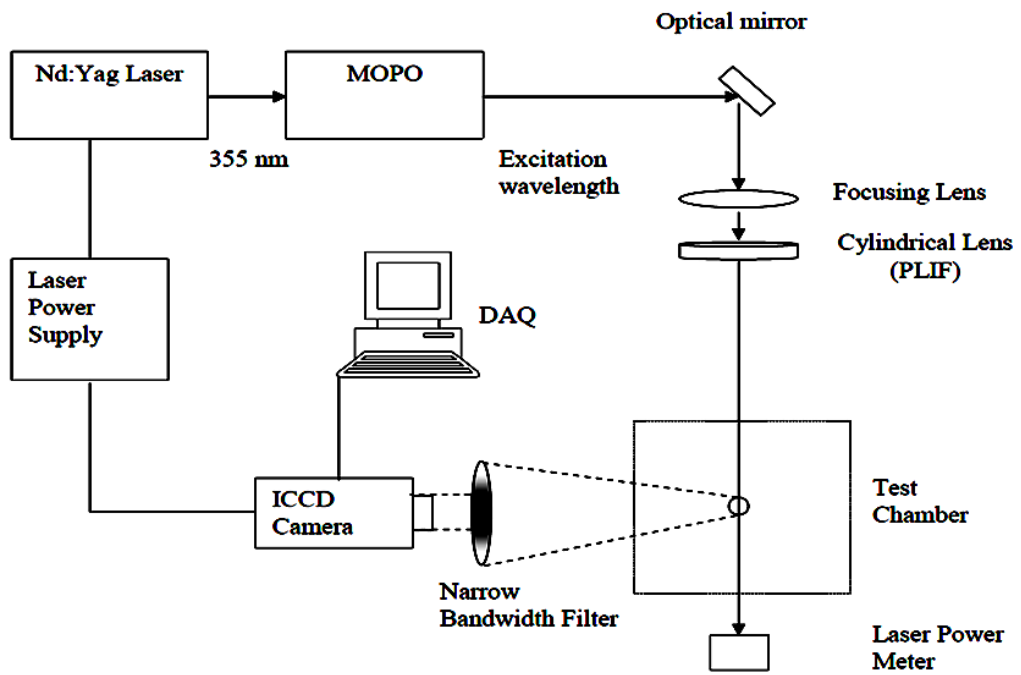 Optical mirror
Nd:Yag Laser
MOPO
355 nm
Excitation
wavelength
Focusing Lens
Cylindrical Lens
(PLIF)
Laser
Power
Supply
DAQ
ICCD
Camera
Test
Chamber
Narrow
Bandwidth Filter
Laser Power
Meter